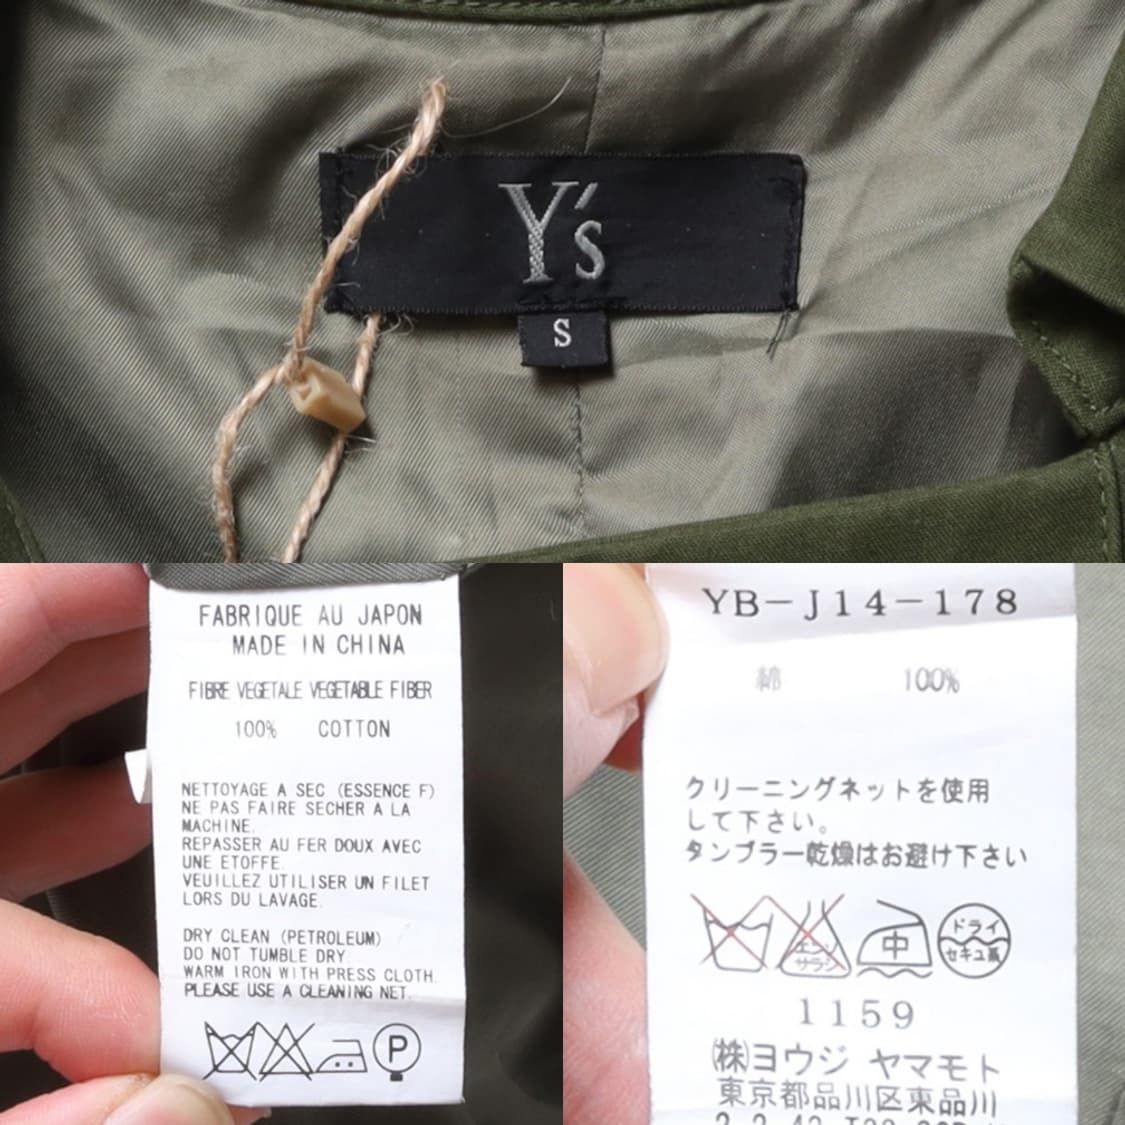 Y's
S
FABRIQUE AU JAPON
MADE IN CHINA
FIBRE VEGETALE VEGETABLE FIBER
100% COTTON
NETTOYAGE A SEC (ESSENCE F)
NE PAS FAIRE SECHER A LA
MACHINE.
REPASSER AU FER DOUX AVEC
UNE ETOFFE.
VEUILLEZ UTILISER UN FILET
LORS DU LAVAGE.
DRY CLEAN (PETROLEUM)
DO NOT TUMBLE DRY.
WARM IRON WITH PRESS CLOTH.
PLEASE USE A CLEANING NET.
P
YB-J14-178
綿 100%
クリーニングネットを使用
して下さい。
タンブラー乾燥はお避け下さい
エンソ
サラシ
中
ドライ
セキユ系
1159
㈱ヨウジ ヤマモト
東京都品川区東品川